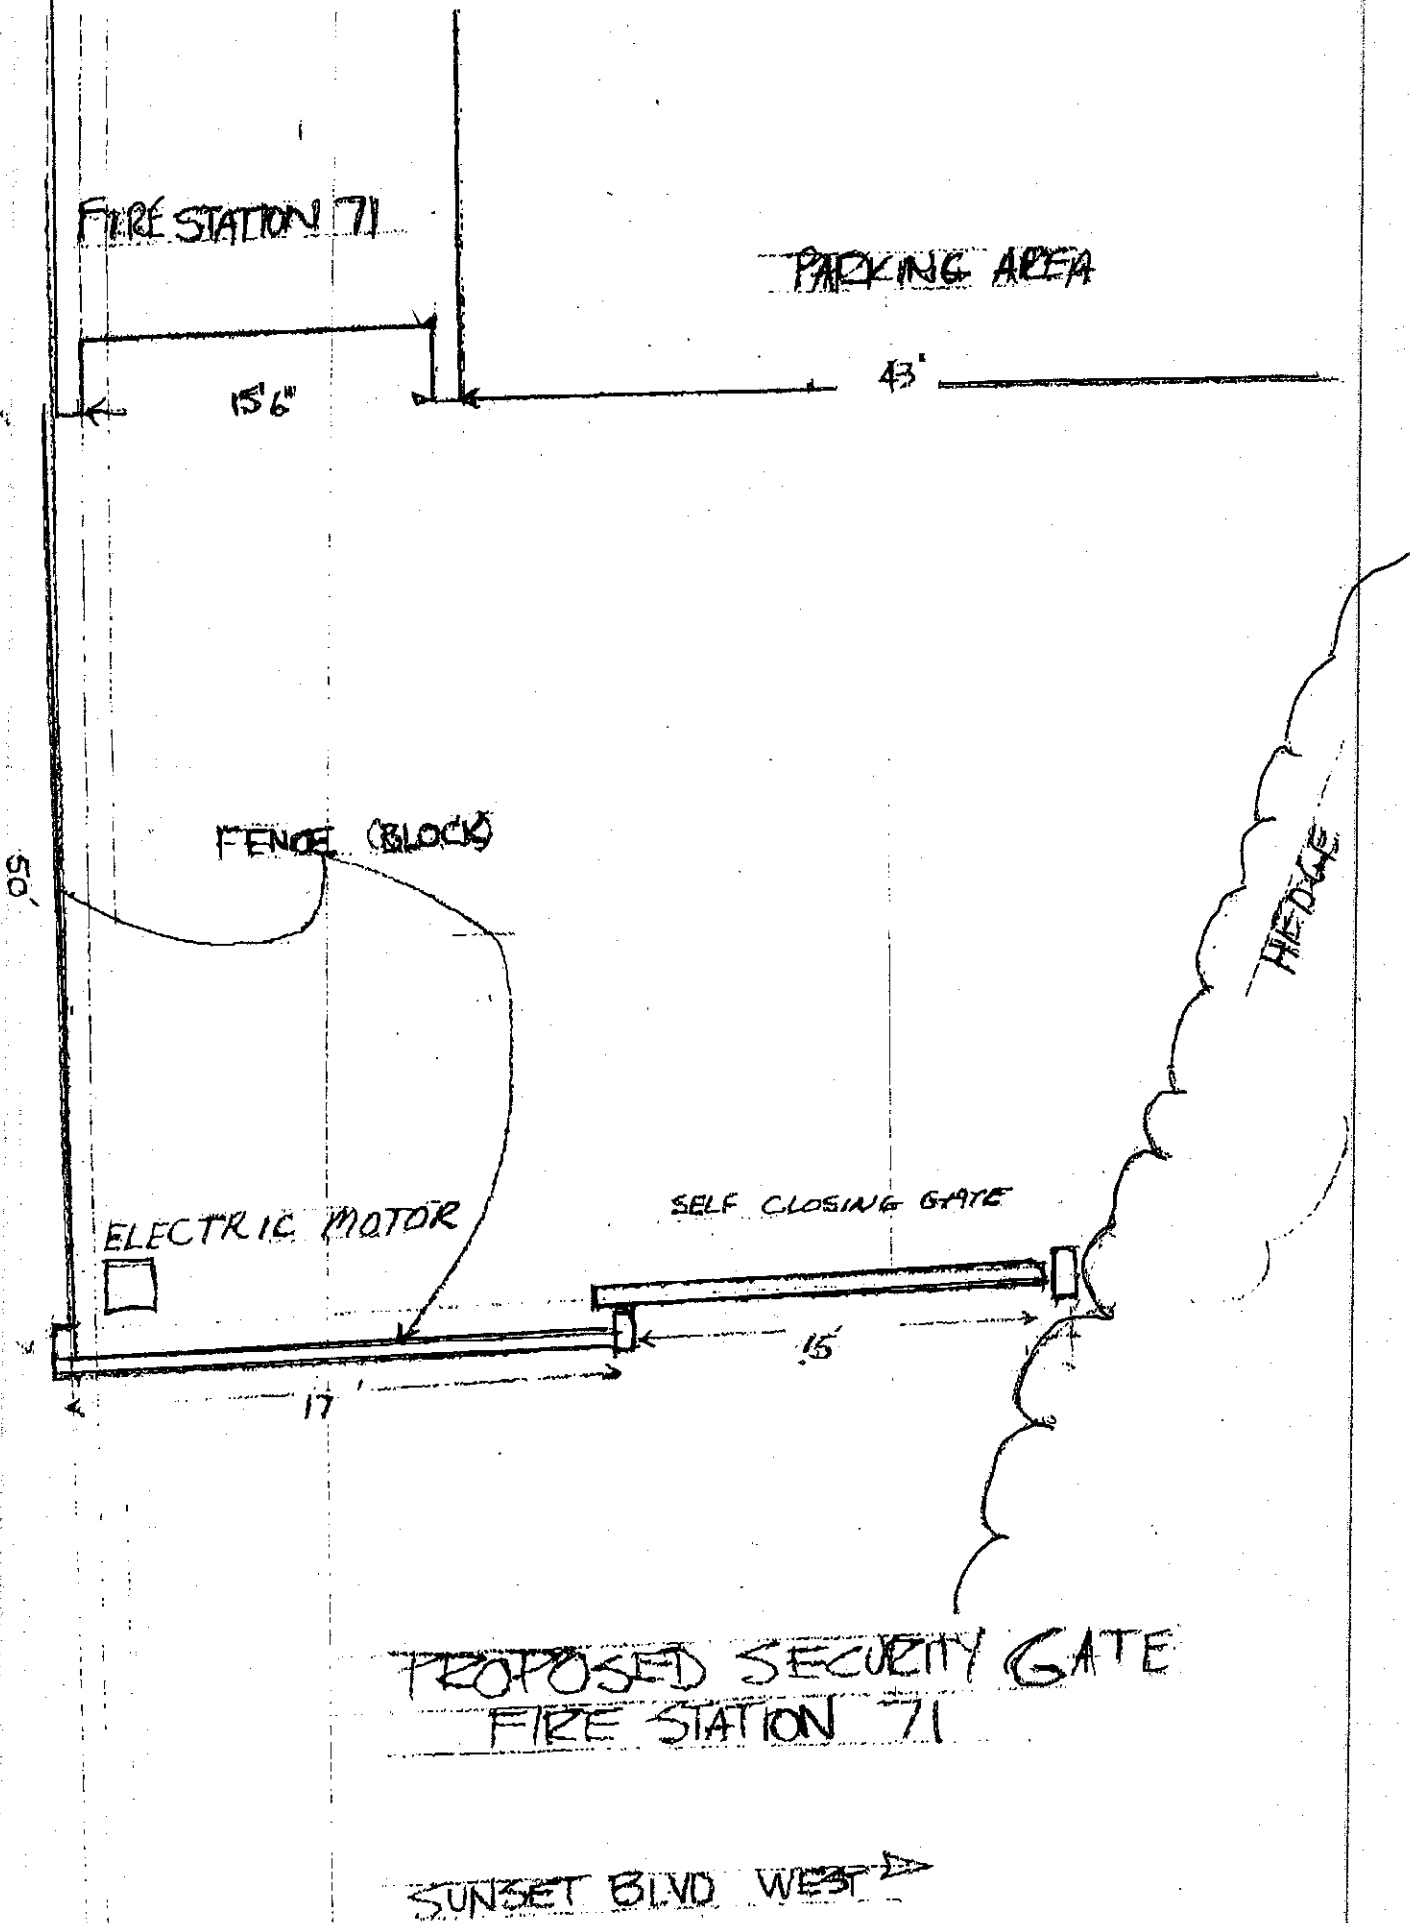 FIRE STATION 71
PARKING AREA
15'6"
43'
FENCE (BLOCK)
50'
HEDGE
ELECTRIC MOTOR
SELF CLOSING GATE
15'
17'
PROPOSED SECURITY GATE
FIRE STATION 71
SUNSET BLVD WEST